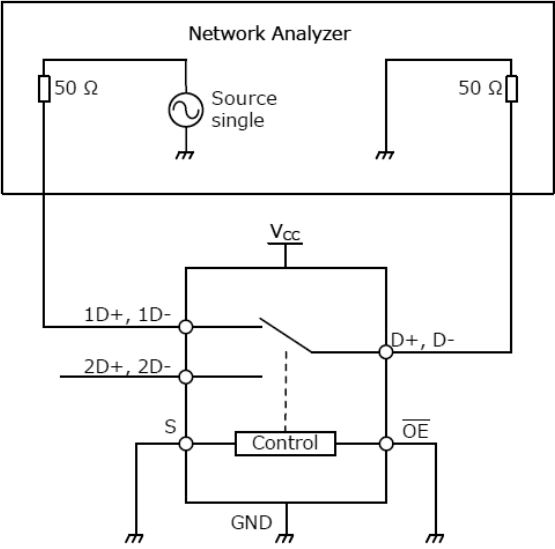 Network Analyzer
50 Ω
50 Ω
Source
single
VCC
1D+, 1D-
D+, D-
2D+, 2D-
S
Control
OE
GND